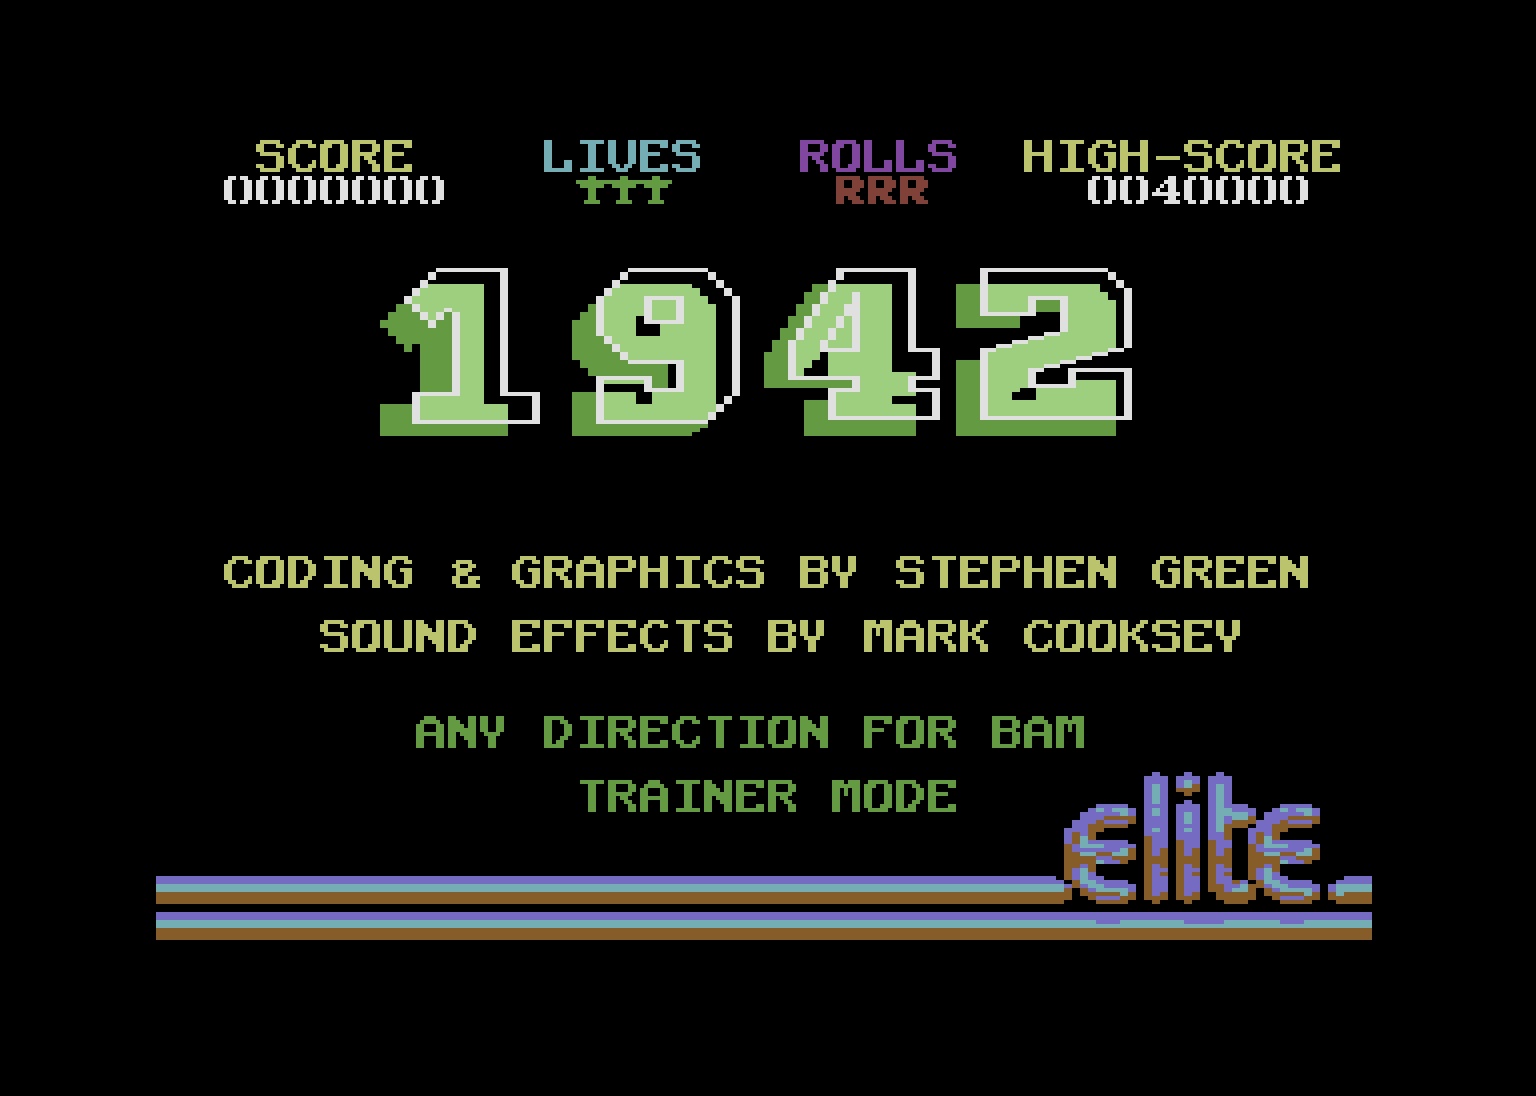 SCORE LIVES ROLLS HIGH-SCORE
0000000 RRR 0040000
1942
CODING & GRAPHICS BY STEPHEN GREEN
SOUND EFFECTS BY MARK COOKSEY
ANY DIRECTION FOR BAM
TRAINER MODE
elite